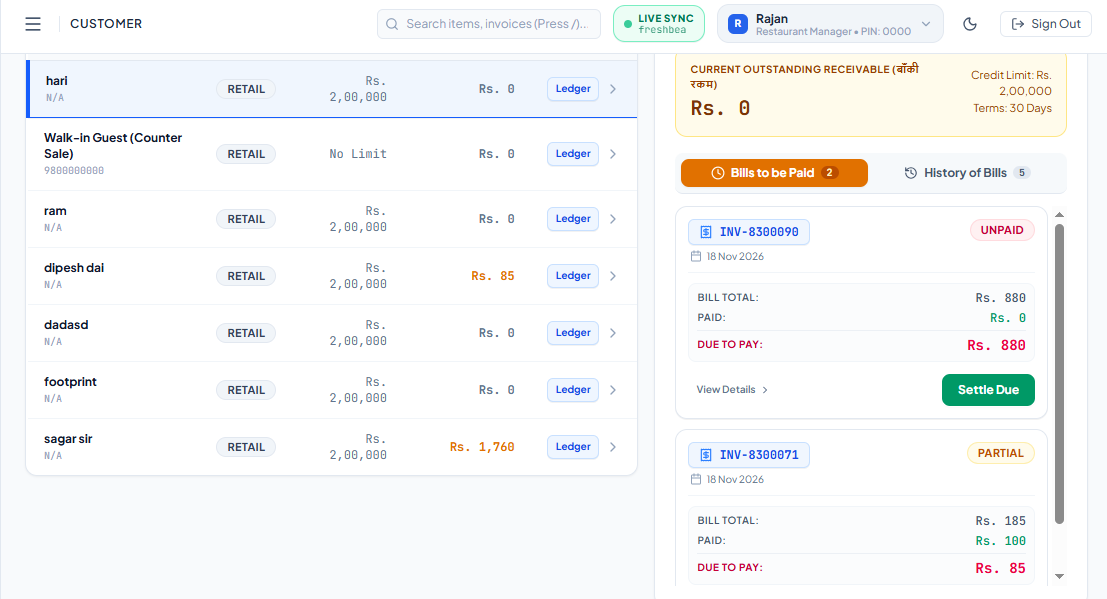 CUSTOMER
Search items, invoices (Press /)..
LIVE SYNC
freshbea
R
Rajan
Restaurant Manager • PIN: 0000
Sign Out
hari
N/A
RETAIL
Rs.
2,00,000
Rs. 0
Ledger
Walk-in Guest (Counter
Sale)
9800000000
RETAIL
No Limit
Rs. 0
Ledger
ram
N/A
RETAIL
Rs.
2,00,000
Rs. 0
Ledger
dipesh dai
N/A
RETAIL
Rs.
2,00,000
Rs. 85
Ledger
dadasd
N/A
RETAIL
Rs.
2,00,000
Rs. 0
Ledger
footprint
N/A
RETAIL
Rs.
2,00,000
Rs. 0
Ledger
sagar sir
N/A
RETAIL
Rs.
2,00,000
Rs. 1,760
Ledger
CURRENT OUTSTANDING RECEIVABLE (बाँकी
रकम)
Rs. 0
Credit Limit: Rs.
2,00,000
Terms: 30 Days
Bills to be Paid 2
History of Bills 5
INV-8300090
UNPAID
18 Nov 2026
BILL TOTAL: Rs. 880
PAID: Rs. 0
DUE TO PAY: Rs. 880
View Details
Settle Due
INV-8300071
PARTIAL
18 Nov 2026
BILL TOTAL: Rs. 185
PAID: Rs. 100
DUE TO PAY: Rs. 85